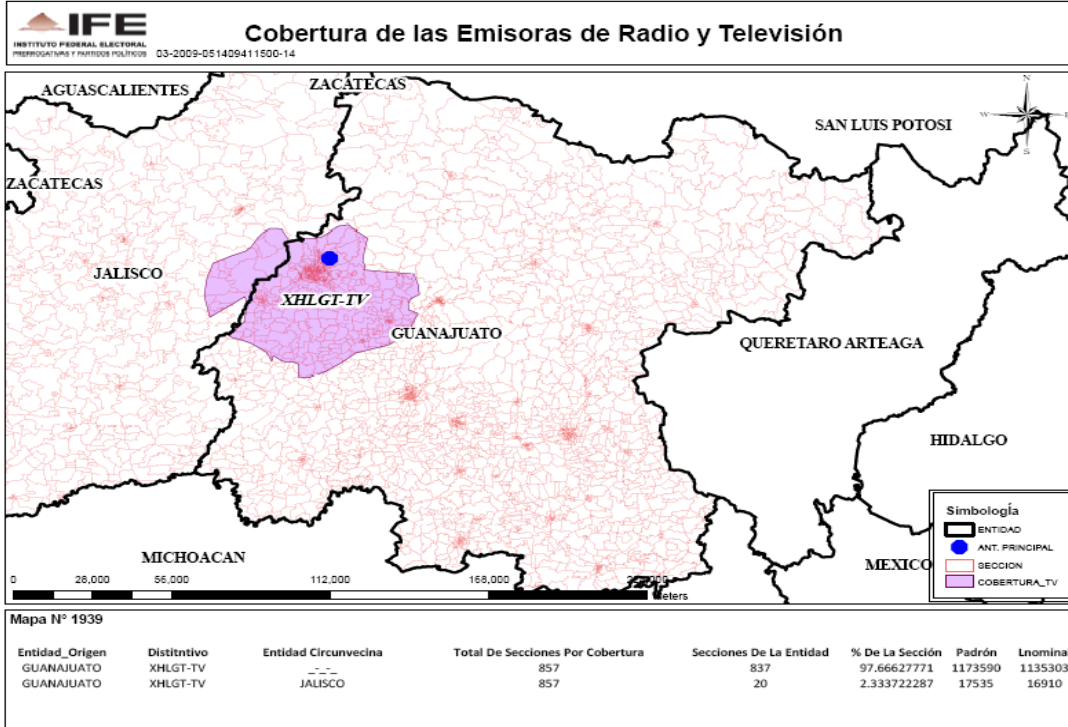 IFE
INSTITUTO FEDERAL ELECTORAL
PRERROGATIVAS Y PARTIDOS POLÍTICOS
03-2009-051409411500-14
Cobertura de las Emisoras de Radio y Televisión
AGUASCALIENTES
ZACATECAS
N
W
E
S
SAN LUIS POTOSI
ZACATECAS
JALISCO
XHLGT-TV
GUANAJUATO
QUERETARO ARTEAGA
HIDALGO
MICHOACAN
MEXICO
Simbología
ENTIDAD
ANT. PRINCIPAL
SECCION
COBERTURA_TV
0 28,000 56,000 112,000 168,000
Meters
Mapa N° 1939
Entidad_Origen Distitntivo Entidad Circunvecina Total De Secciones Por Cobertura Secciones De La Entidad % De La Sección Padrón Lnominal
GUANAJUATO XHLGT-TV -.-.- 857 837 97.66627771 1173590 1135303
GUANAJUATO XHLGT-TV JALISCO 857 20 2.333722287 17535 16910